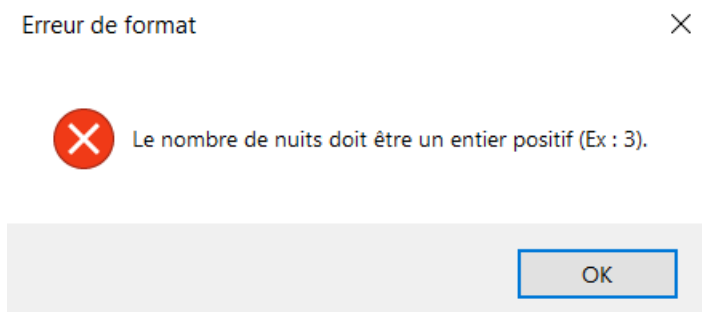 Erreur de format
Le nombre de nuits doit être un entier positif (Ex : 3).
OK